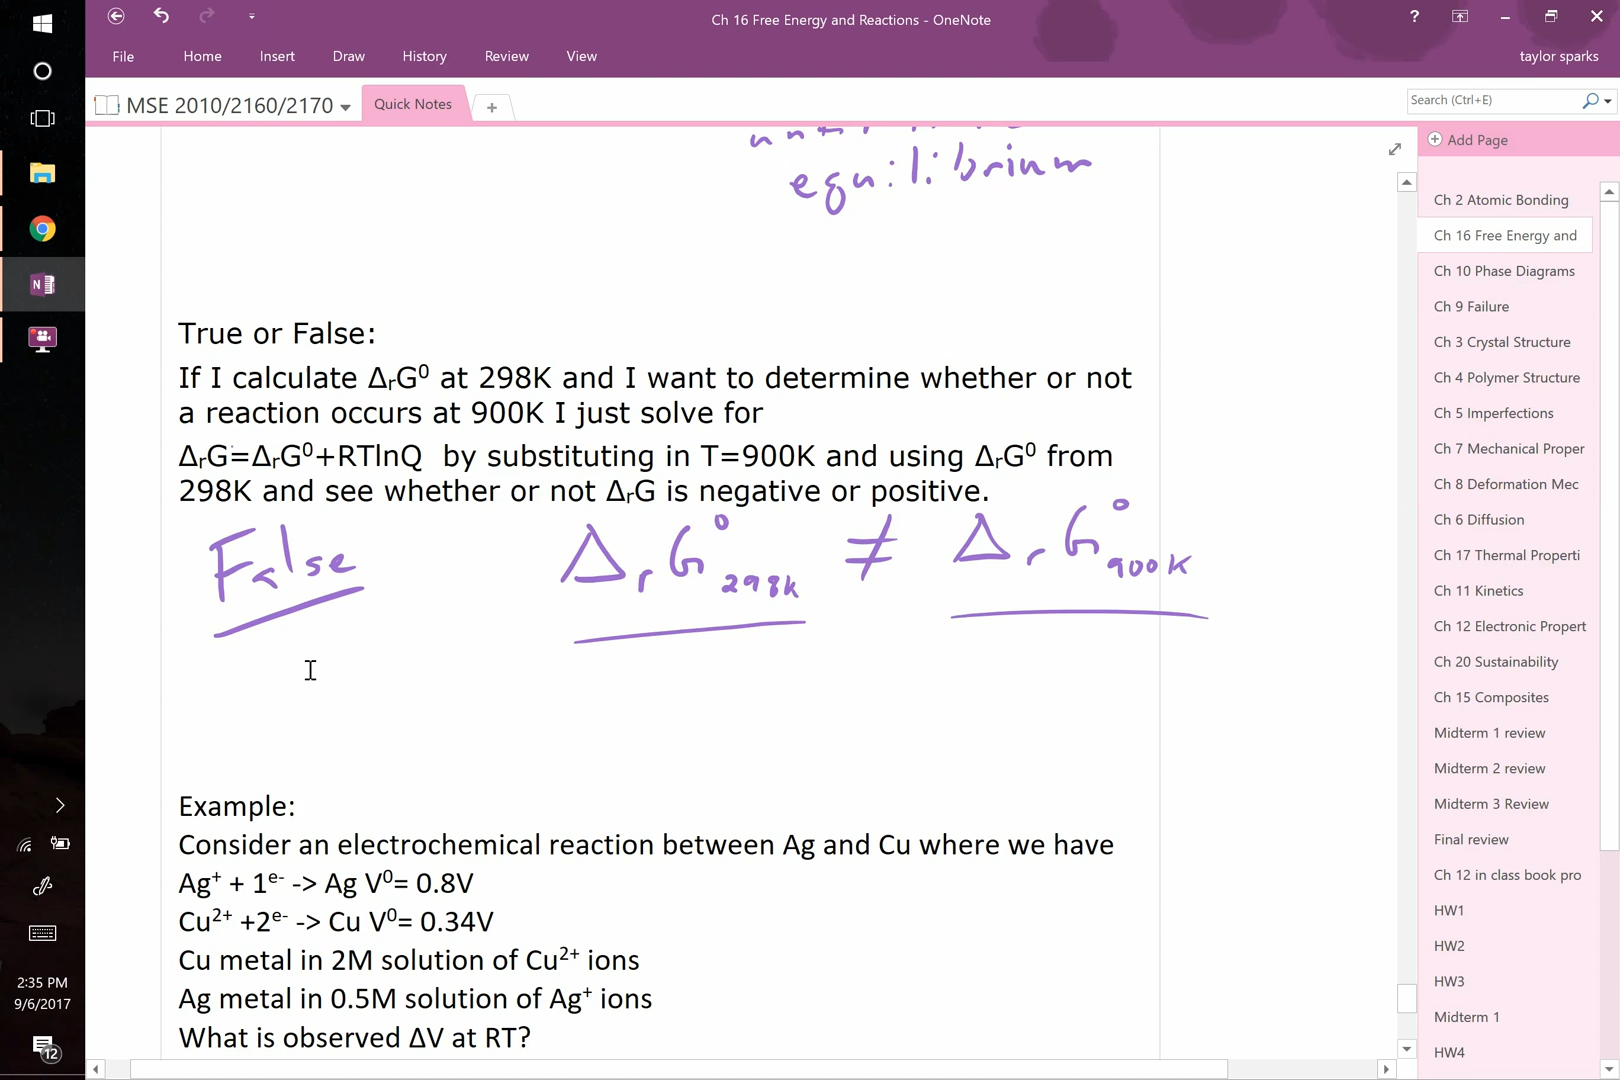 Ch 16 Free Energy and Reactions - OneNote
?
File Home Insert Draw History Review View
taylor sparks
MSE 2010/2160/2170
Quick Notes
+
Search (Ctrl+E)
Add Page
equilibrium
True or False:
If I calculate ΔᵣG⁰ at 298K and I want to determine whether or not
a reaction occurs at 900K I just solve for
ΔᵣG=ΔᵣG⁰+RTlnQ by substituting in T=900K and using ΔᵣG⁰ from
298K and see whether or not ΔᵣG is negative or positive.
False ΔᵣG°298K ≠ ΔᵣG°900K
Example:
Consider an electrochemical reaction between Ag and Cu where we have
Ag⁺ + 1ᵉ⁻ -> Ag V⁰= 0.8V
Cu²⁺ +2ᵉ⁻ -> Cu V⁰= 0.34V
Cu metal in 2M solution of Cu²⁺ ions
Ag metal in 0.5M solution of Ag⁺ ions
What is observed ΔV at RT?
Ch 2 Atomic Bonding
Ch 16 Free Energy and
Ch 10 Phase Diagrams
Ch 9 Failure
Ch 3 Crystal Structure
Ch 4 Polymer Structure
Ch 5 Imperfections
Ch 7 Mechanical Proper
Ch 8 Deformation Mec
Ch 6 Diffusion
Ch 17 Thermal Properti
Ch 11 Kinetics
Ch 12 Electronic Propert
Ch 20 Sustainability
Ch 15 Composites
Midterm 1 review
Midterm 2 review
Midterm 3 Review
Final review
Ch 12 in class book pro
HW1
HW2
HW3
Midterm 1
HW4
2:35 PM
9/6/2017
12